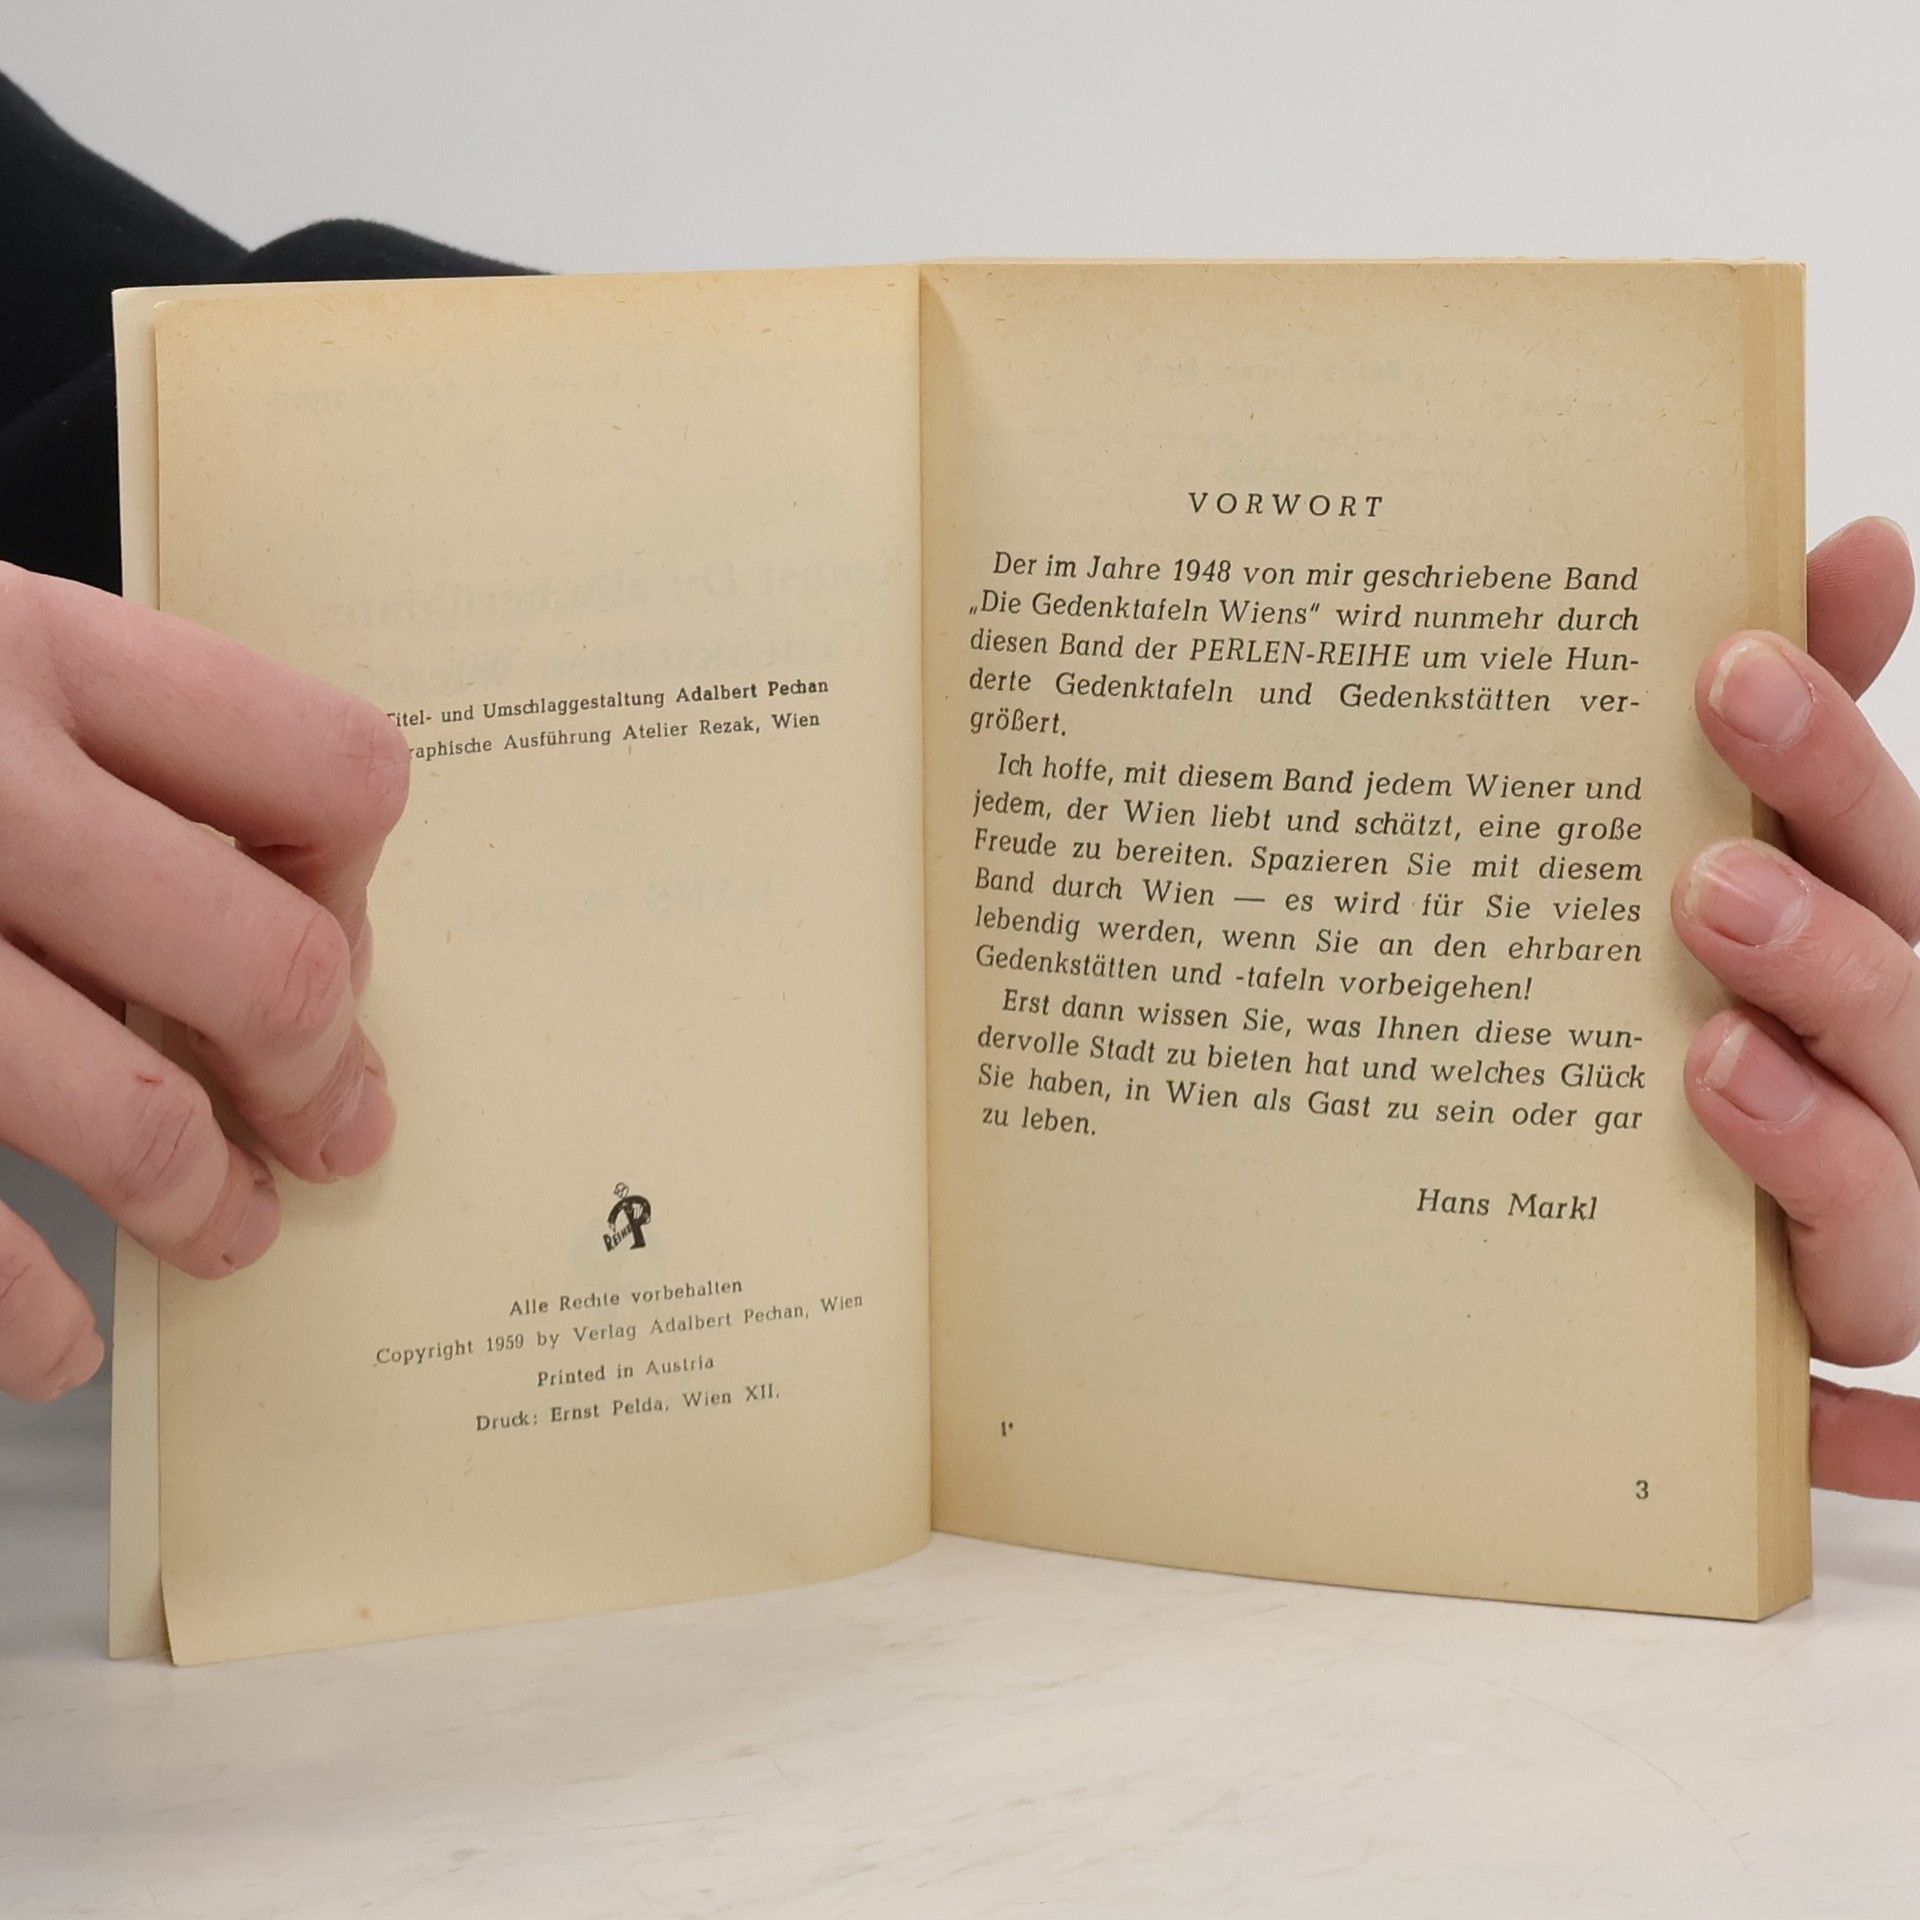 Titel- und Umschlaggestaltung Adalbert Pechan
Ausführung Atelier Rezak, Wien
REIHE
Alle Rechte vorbehalten
Copyright 1959 by Verlag Adalbert Pechan, Wien
Printed in Austria
Druck: Ernst Pelda, Wien XII.
VORWORT
Der im Jahre 1948 von mir geschriebene Band
„Die Gedenktafeln Wiens“ wird nunmehr durch
diesen Band der PERLEN-REIHE um viele Hun-
derte Gedenktafeln und Gedenkstätten ver-
größert.
Ich hoffe, mit diesem Band jedem Wiener und
jedem, der Wien liebt und schätzt, eine große
Freude zu bereiten. Spazieren Sie mit diesem
Band durch Wien — es wird für Sie vieles
lebendig werden, wenn Sie an den ehrbaren
Gedenkstätten und -tafeln vorbeigehen!
Erst dann wissen Sie, was Ihnen diese wun-
dervolle Stadt zu bieten hat und welches Glück
Sie haben, in Wien als Gast zu sein oder gar
zu leben.
Hans Markl
1*
3